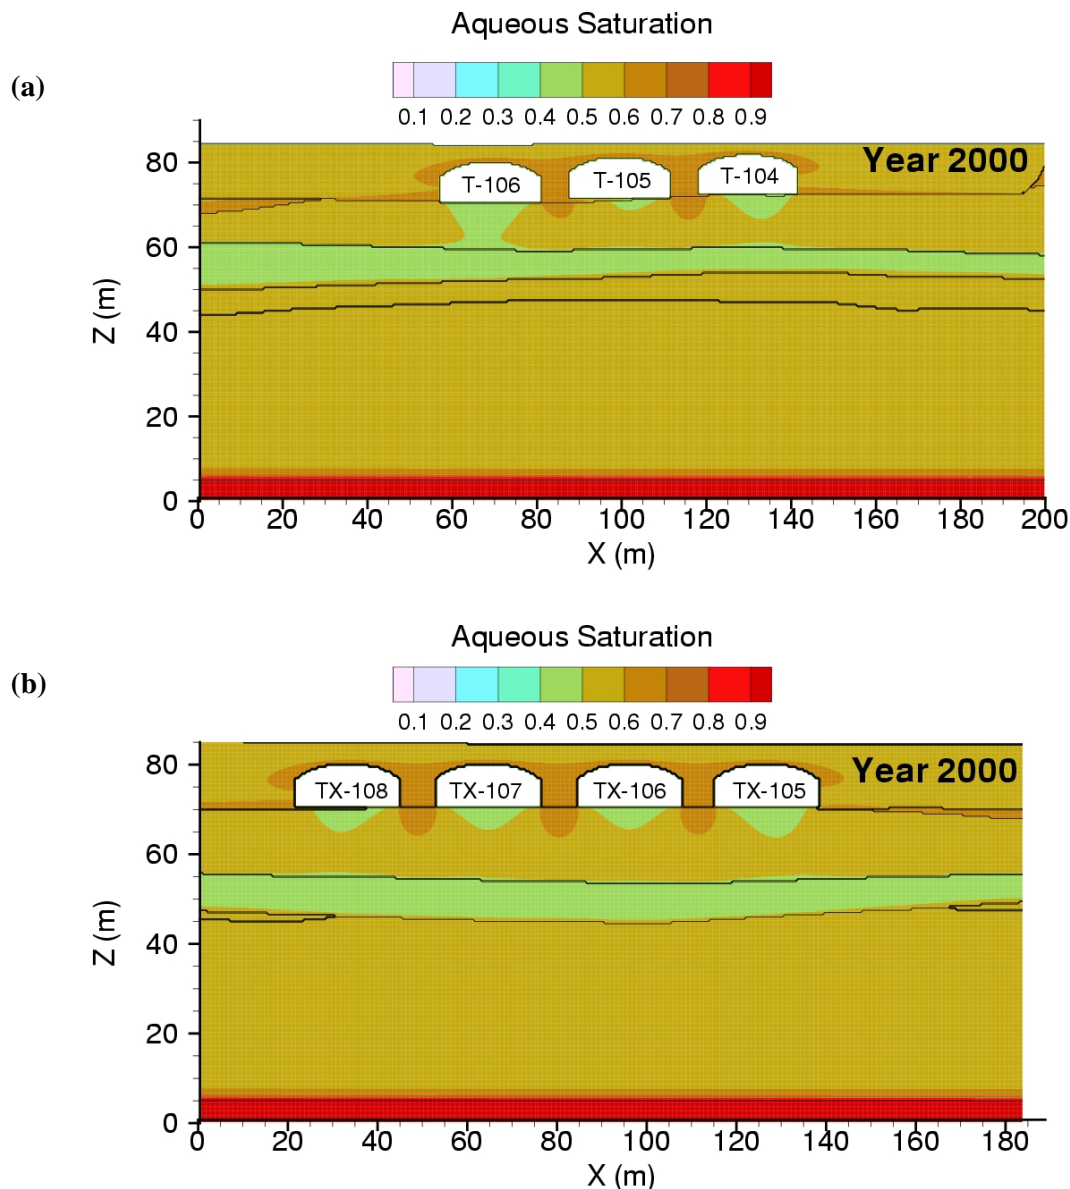 Aqueous Saturation
(a)
0.1 0.2 0.3 0.4 0.5 0.6 0.7 0.8 0.9
80
Year 2000
T-106 T-105 T-104
60
Z (m)
40
20
0
0 20 40 60 80 100 120 140 160 180 200
X (m)
Aqueous Saturation
(b)
0.1 0.2 0.3 0.4 0.5 0.6 0.7 0.8 0.9
80
Year 2000
TX-108 TX-107 TX-106 TX-105
60
Z (m)
40
20
0
0 20 40 60 80 100 120 140 160 180
X (m)